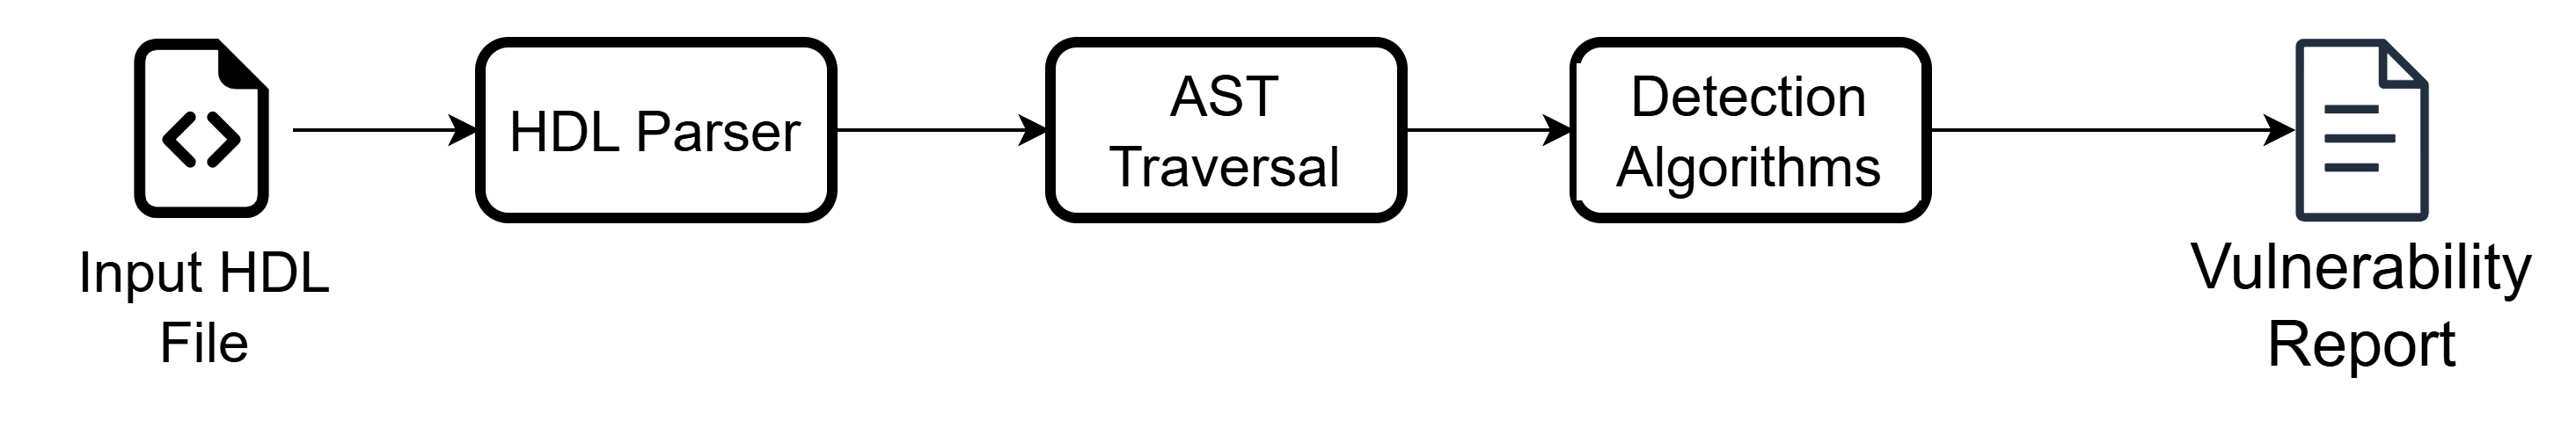 Input HDL
File
HDL Parser
AST
Traversal
Detection
Algorithms
Vulnerability
Report